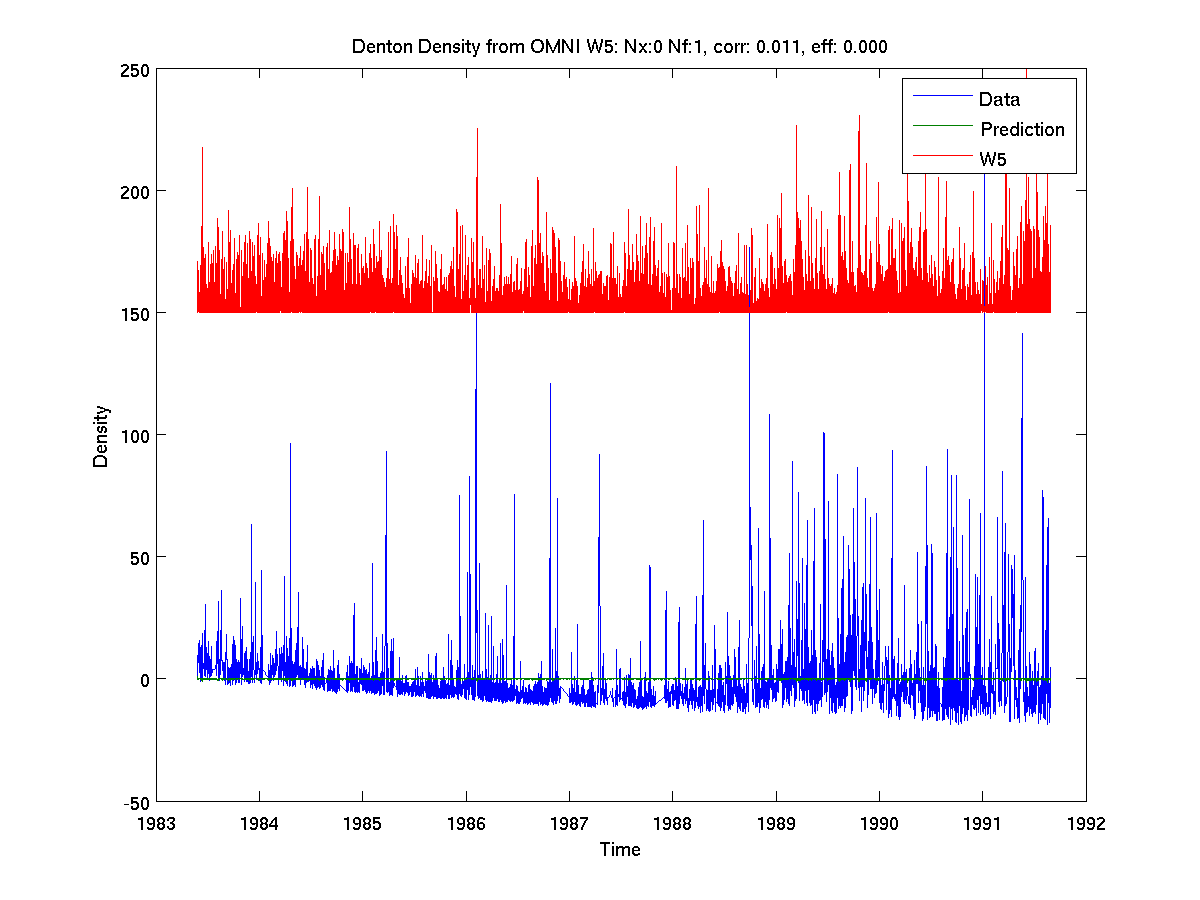 Denton Density from OMNI W5: Nx:0 Nf:1, corr: 0.011, eff: 0.000
250
200
150
100
50
0
-50
Density
Data
Prediction
W5
1983 1984 1985 1986 1987 1988 1989 1990 1991 1992
Time